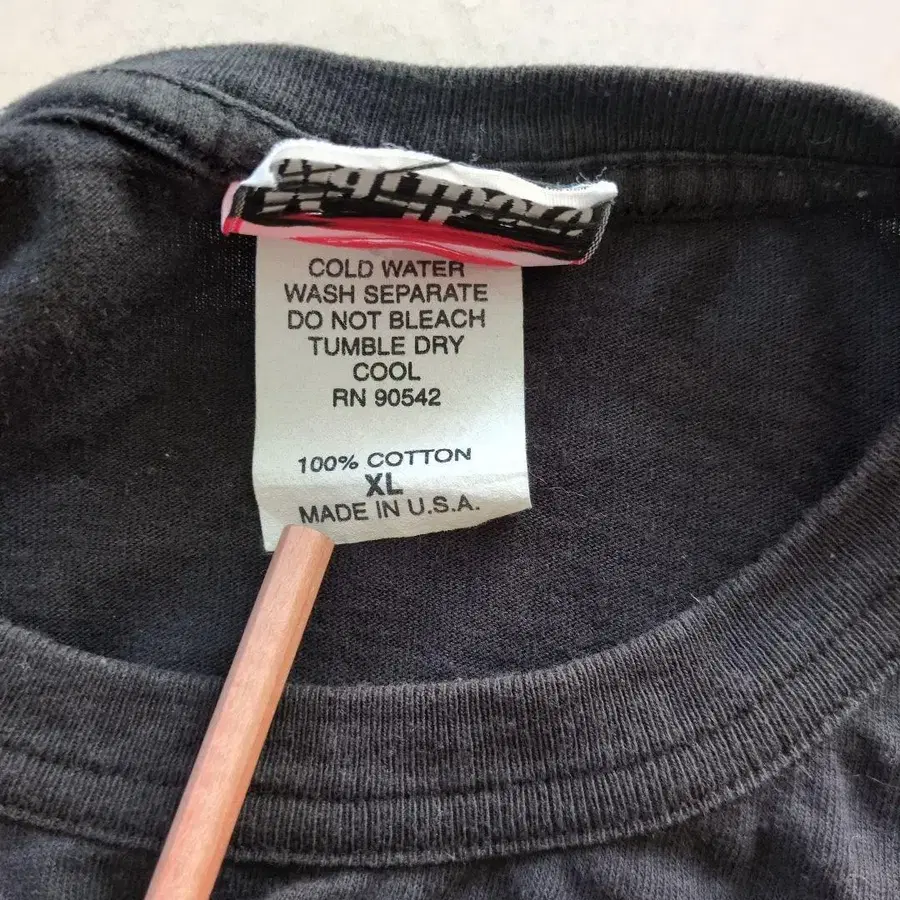 COLD WATER
WASH SEPARATE
DO NOT BLEACH
TUMBLE DRY
COOL
RN 90542
100% COTTON
XL
MADE IN U.S.A.